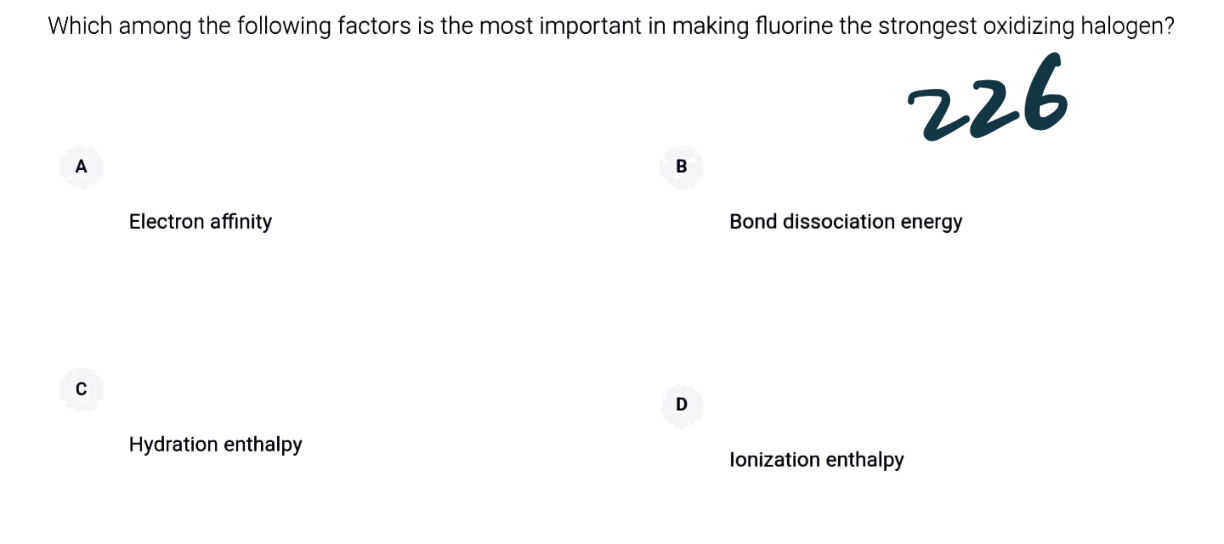 Which among the following factors is the most important in making fluorine the strongest oxidizing halogen?
226
A
B
Electron affinity
Bond dissociation energy
C
D
Hydration enthalpy
Ionization enthalpy